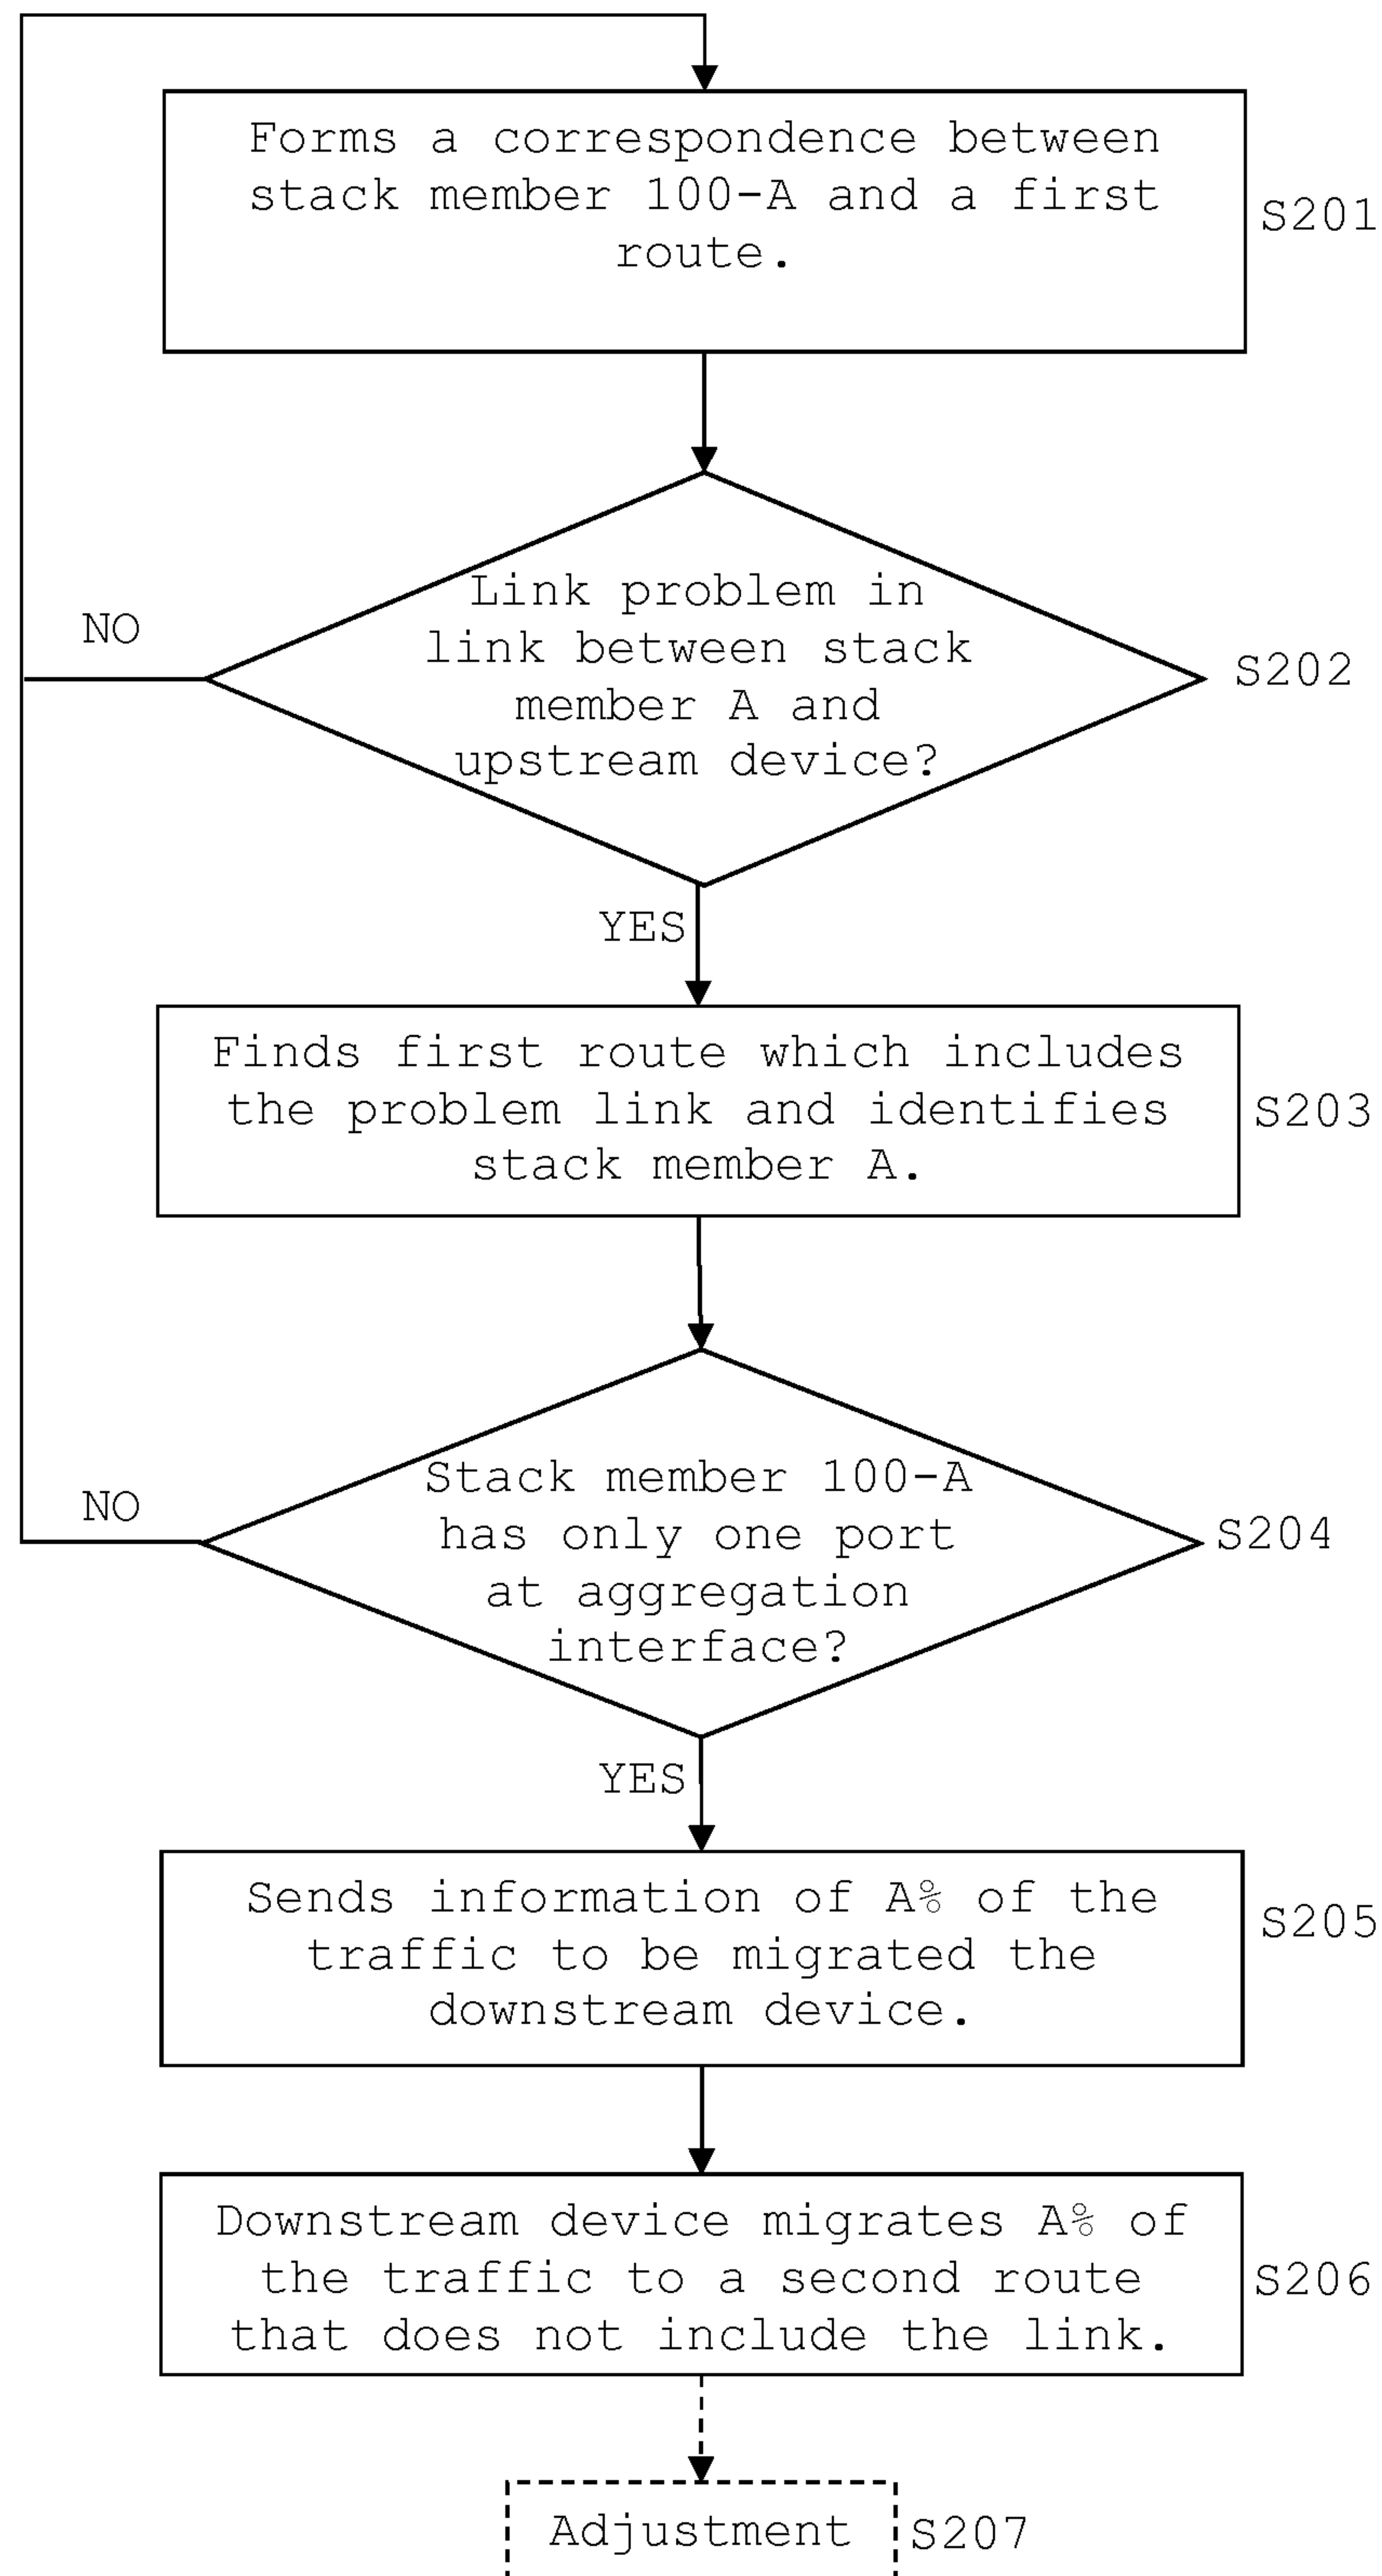 Forms a correspondence between
stack member 100-A and a first
route.
S201
Link problem in
link between stack
member A and
upstream device?
S202
NO
YES
Finds first route which includes
the problem link and identifies
stack member A.
S203
Stack member 100-A
has only one port
at aggregation
interface?
S204
NO
YES
Sends information of A% of the
traffic to be migrated the
downstream device.
S205
Downstream device migrates A% of
the traffic to a second route
that does not include the link.
S206
Adjustment
S207